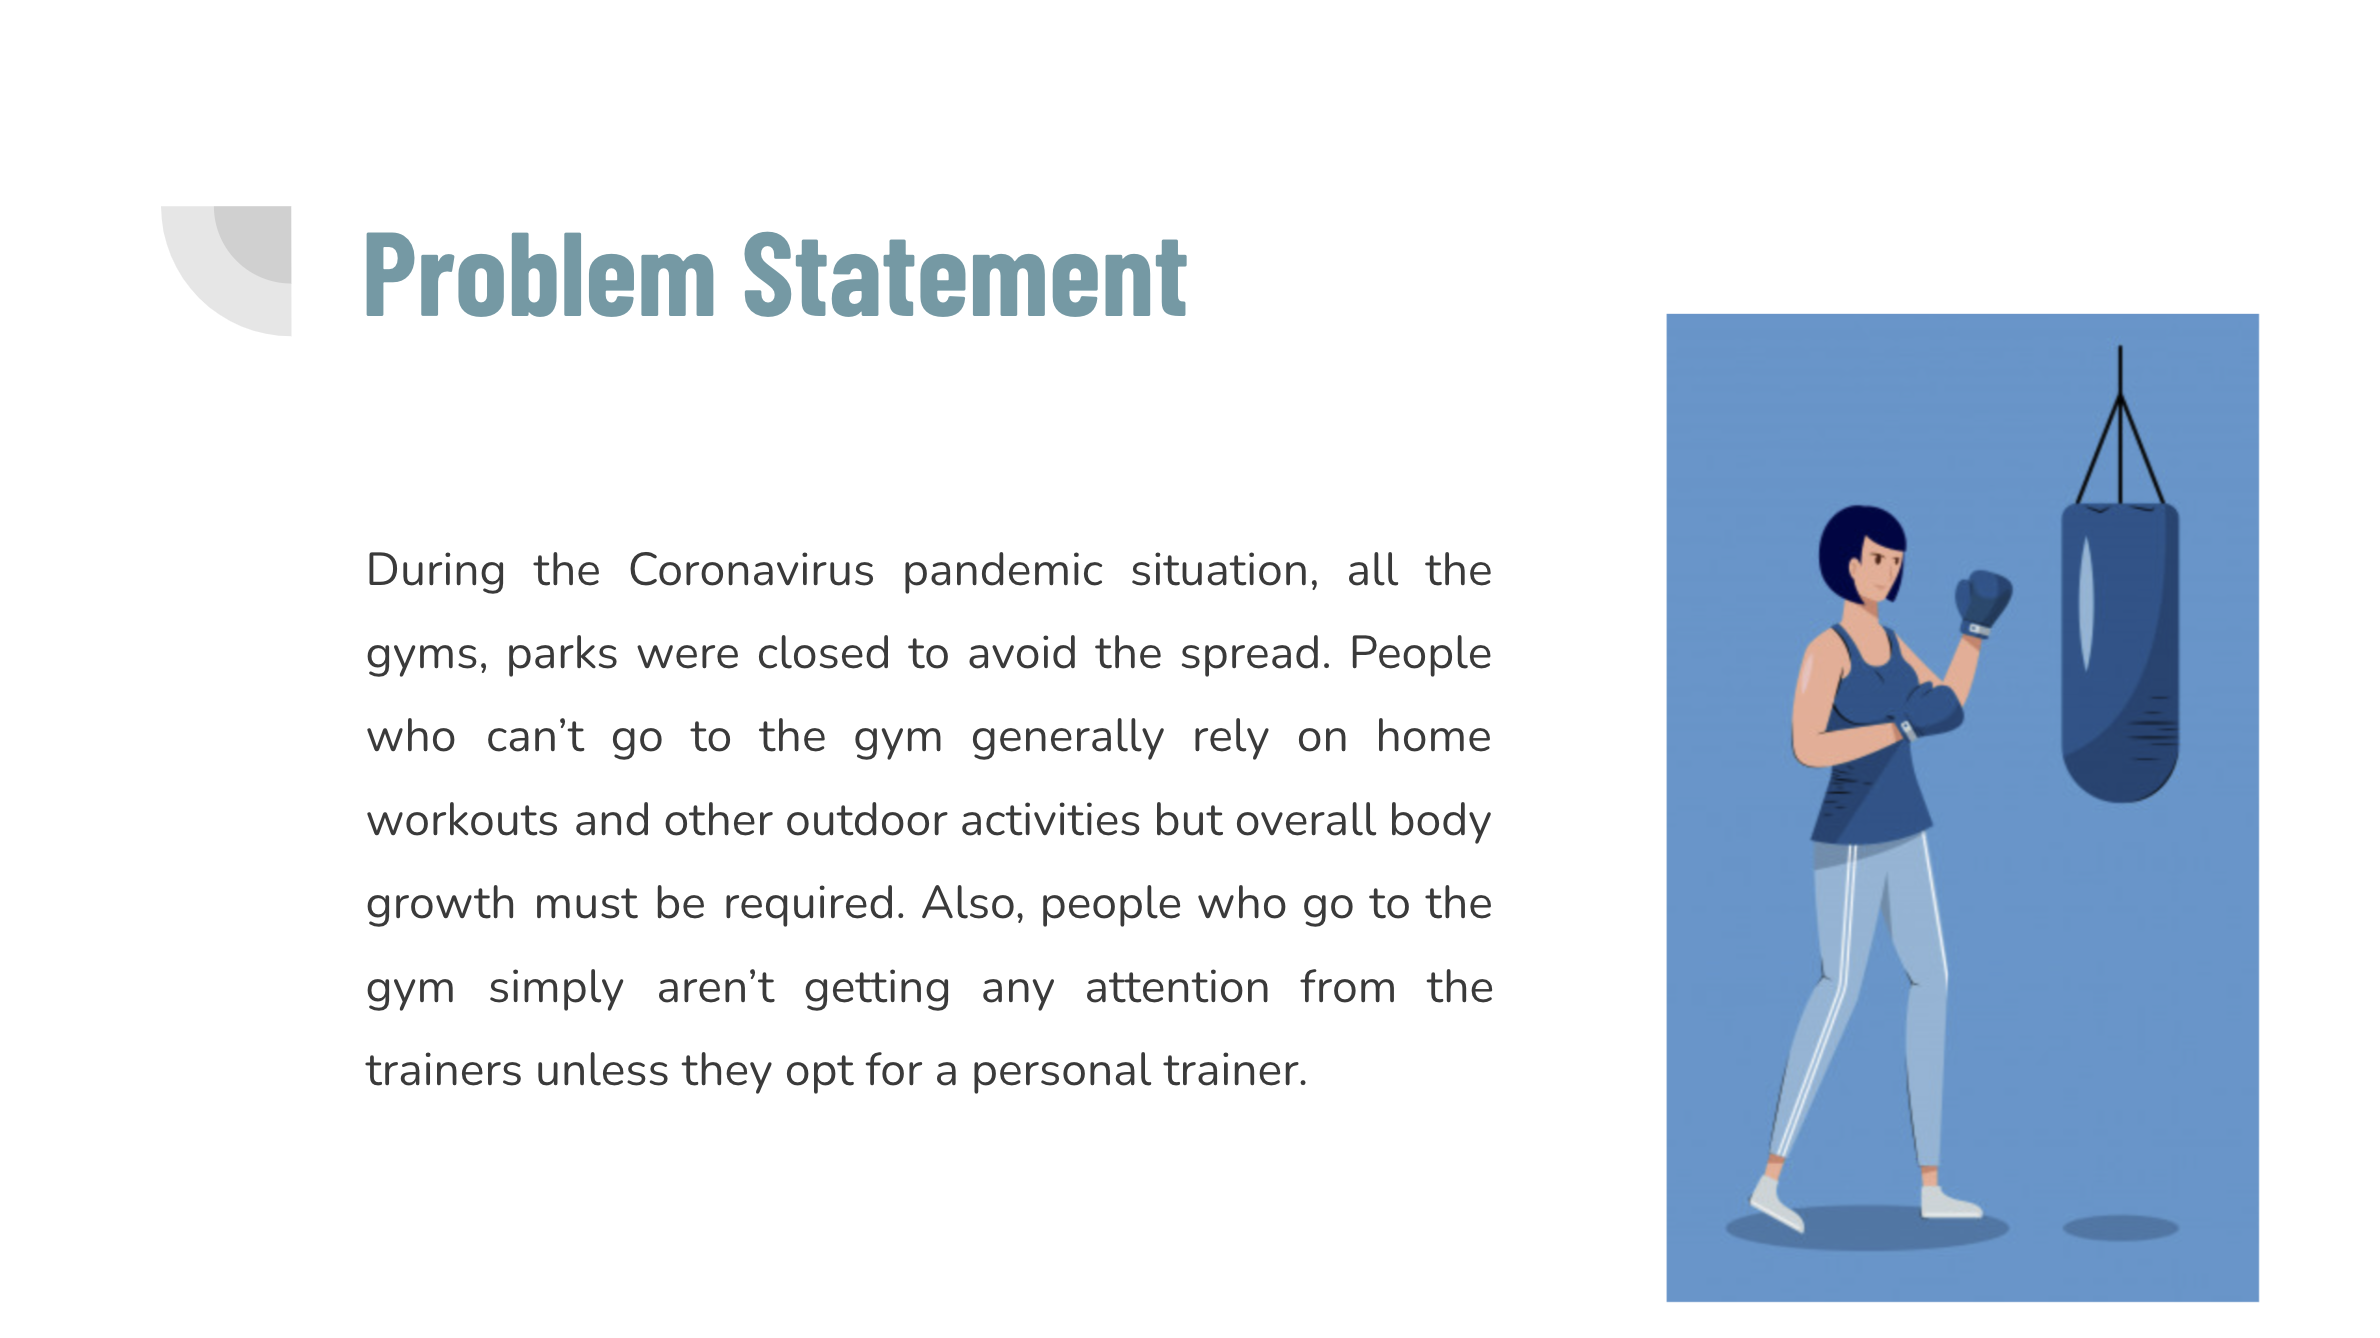 Problem Statement
During the Coronavirus pandemic situation, all the
gyms, parks were closed to avoid the spread. People
who can’t go to the gym generally rely on home
workouts and other outdoor activities but overall body
growth must be required. Also, people who go to the
gym simply aren’t getting any attention from the
trainers unless they opt for a personal trainer.